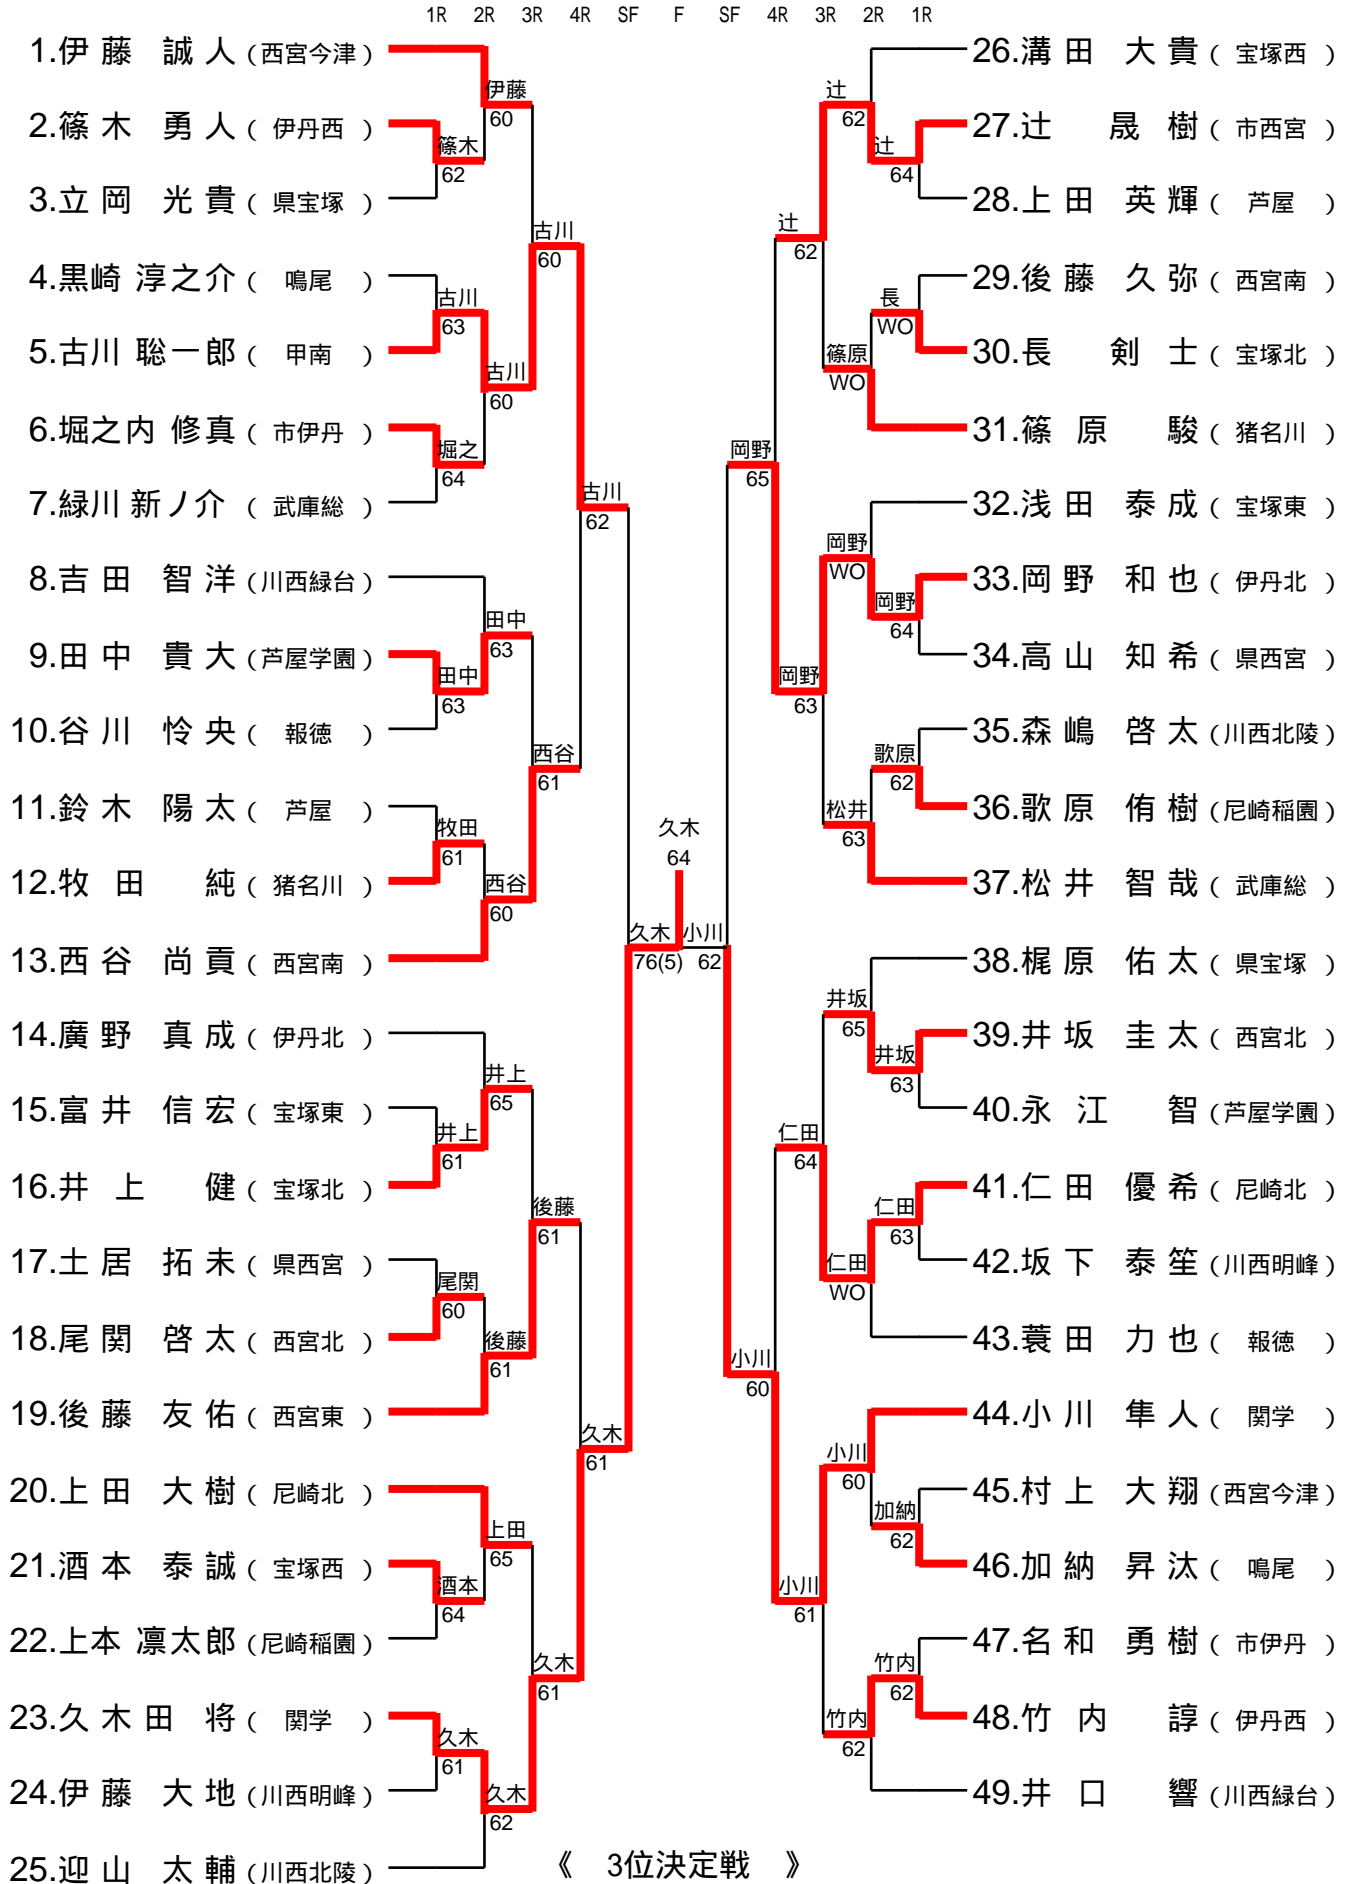 1R 2R 3R 4R SF F SF 4R 3R 2R 1R
1.伊藤 誠人(西宮今津)
2.篠木 勇人(伊丹西)
3.立岡 光貴(県宝塚)
4.黒崎 淳之介(鳴尾)
5.古川 聡一郎(甲南)
6.堀之内 修真(市伊丹)
7.緑川 新ノ介(武庫総)
8.吉田 智洋(川西緑台)
9.田中 貴大(芦屋学園)
10.谷川 怜央(報徳)
11.鈴木 陽太(芦屋)
12.牧田 純(猪名川)
13.西谷 尚貢(西宮南)
14.廣野 真成(伊丹北)
15.富井 信宏(宝塚東)
16.井上 健(宝塚北)
17.土居 拓未(県西宮)
18.尾関 啓太(西宮北)
19.後藤 友佑(西宮東)
20.上田 大樹(尼崎北)
21.酒本 泰誠(宝塚西)
22.上本 凛太郎(尼崎稲園)
23.久木田 将(関学)
24.伊藤 大地(川西明峰)
25.迎山 太輔(川西北陵)
篠木
62
古川
63
堀之
64
田中
63
牧田
61
井上
61
尾関
60
酒本
64
久木
61
伊藤
60
古川
60
田中
63
西谷
60
井上
65
後藤
61
上田
65
久木
62
古川
60
西谷
61
後藤
61
久木
61
古川
62
久木
61
久木
76(5)
久木
64
小川
62
岡野
65
小川
60
辻
62
岡野
63
仁田
64
小川
61
辻
62
篠原
WO
岡野
WO
松井
63
井坂
65
仁田
WO
小川
60
竹内
62
辻
64
長
WO
岡野
64
歌原
62
井坂
63
仁田
63
加納
62
竹内
62
26.溝田 大貴(宝塚西)
27.辻 晟樹(市西宮)
28.上田 英輝(芦屋)
29.後藤 久弥(西宮南)
30.長 剣士(宝塚北)
31.篠原 駿(猪名川)
32.浅田 泰成(宝塚東)
33.岡野 和也(伊丹北)
34.高山 知希(県西宮)
35.森嶋 啓太(川西北陵)
36.歌原 侑樹(尼崎稲園)
37.松井 智哉(武庫総)
38.梶原 佑太(県宝塚)
39.井坂 圭太(西宮北)
40.永江 智(芦屋学園)
41.仁田 優希(尼崎北)
42.坂下 泰笙(川西明峰)
43.蓑田 力也(報徳)
44.小川 隼人(関学)
45.村上 大翔(西宮今津)
46.加納 昇汰(鳴尾)
47.名和 勇樹(市伊丹)
48.竹内 諄(伊丹西)
49.井口 響(川西緑台)
《 3位決定戦 》